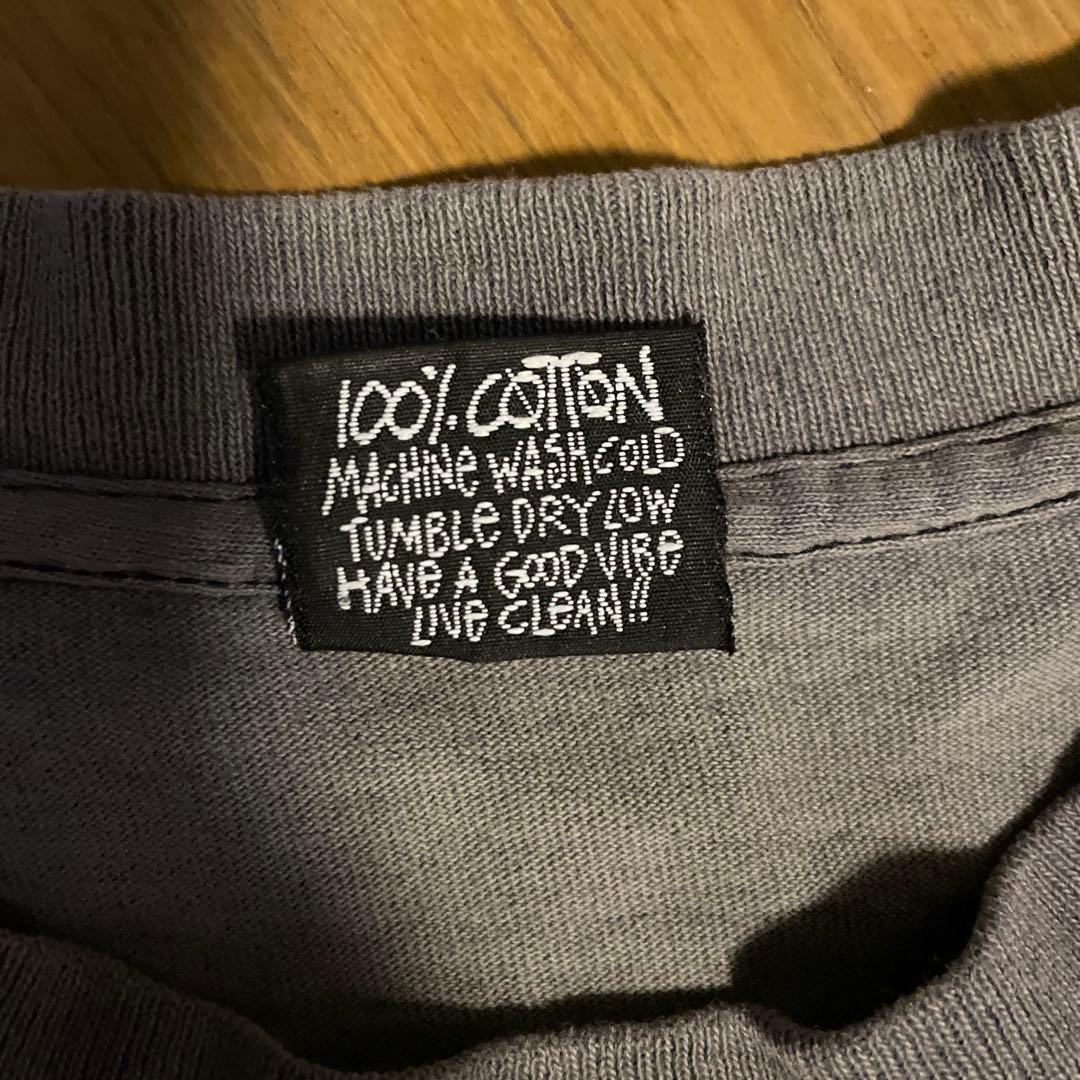 100% COTTON
MACHiNe WASH COLD
TUMBLe DRY LOW
HAVe A GOOD VIBe
LIVe CLeAN!!